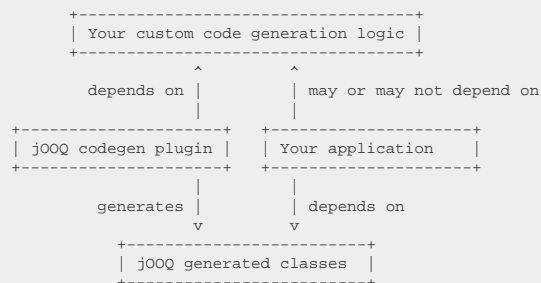 Your custom code generation logic
depends on
may or may not depend on
jOOQ codegen plugin
Your application
generates
depends on
jOOQ generated classes